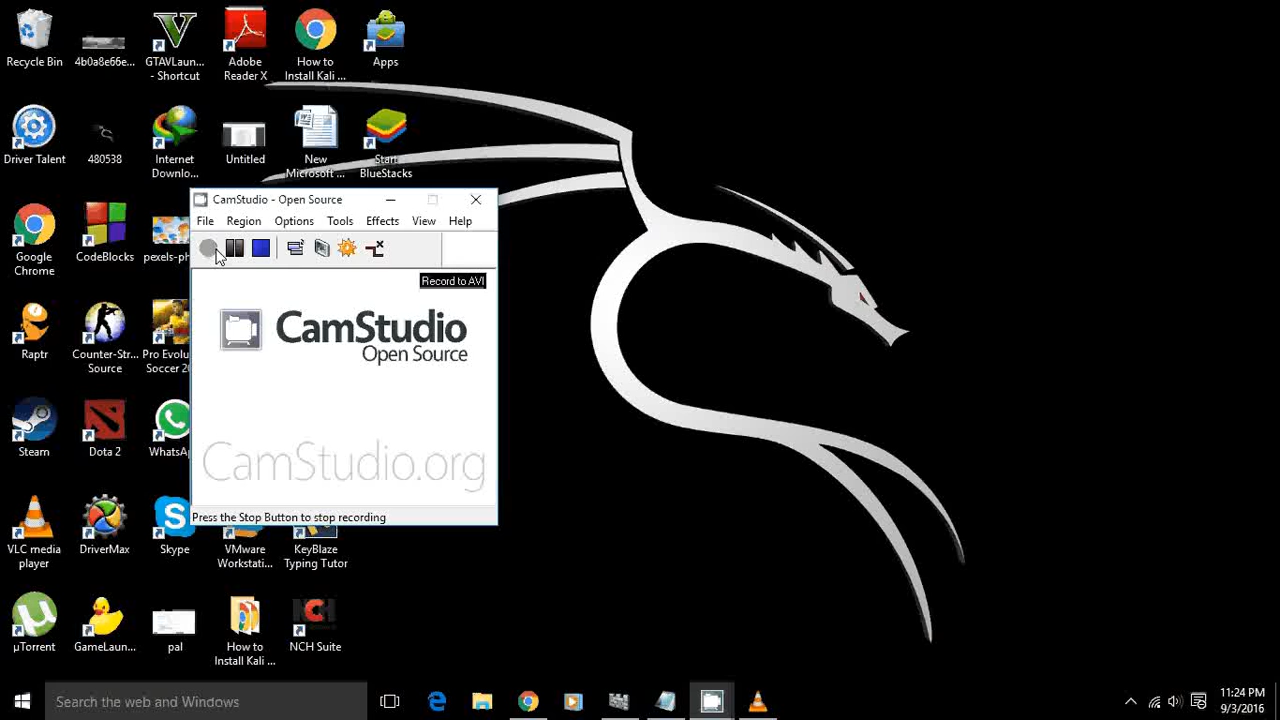 Recycle Bin
4b0a8e66e...
GTAVLaun...
- Shortcut
Adobe
Reader X
How to
Install Kali ...
Apps
Driver Talent
480538
Internet
Downlo...
Untitled
New
Microsoft ...
Start
BlueStacks
CamStudio - Open Source
File Region Options Tools Effects View Help
Record to AVI
CamStudio
Open Source
CamStudio.org
Press the Stop Button to stop recording
Google
Chrome
CodeBlocks
pexels-ph
Raptr
Counter-Str...
Source
Pro Evolu
Soccer 20
Steam
Dota 2
WhatsAp
VLC media
player
DriverMax
Skype
VMware
Workstati...
KeyBlaze
Typing Tutor
µTorrent
GameLaun...
pal
How to
Install Kali ...
NCH Suite
Search the web and Windows
11:24 PM
9/3/2016